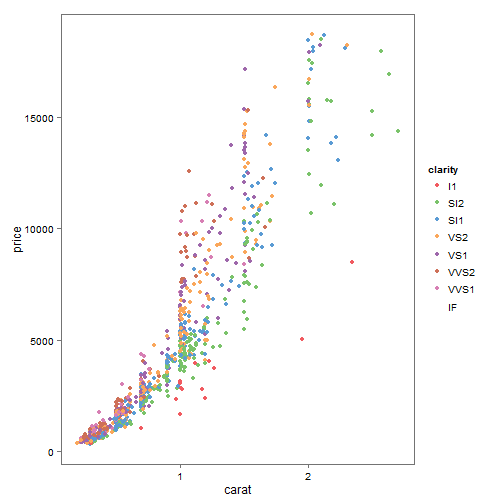 15000
10000
5000
0
price
1
2
carat
clarity
I1
SI2
SI1
VS2
VS1
VVS2
VVS1
IF